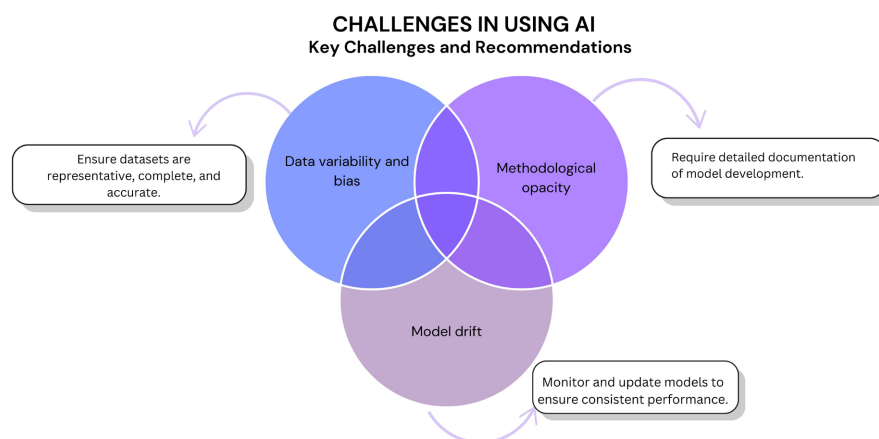 CHALLENGES IN USING AI
Key Challenges and Recommendations
Data variability and
bias
Methodological
opacity
Ensure datasets are
representative, complete, and
accurate.
Require detailed documentation
of model development.
Model drift
Monitor and update models to
ensure consistent performance.